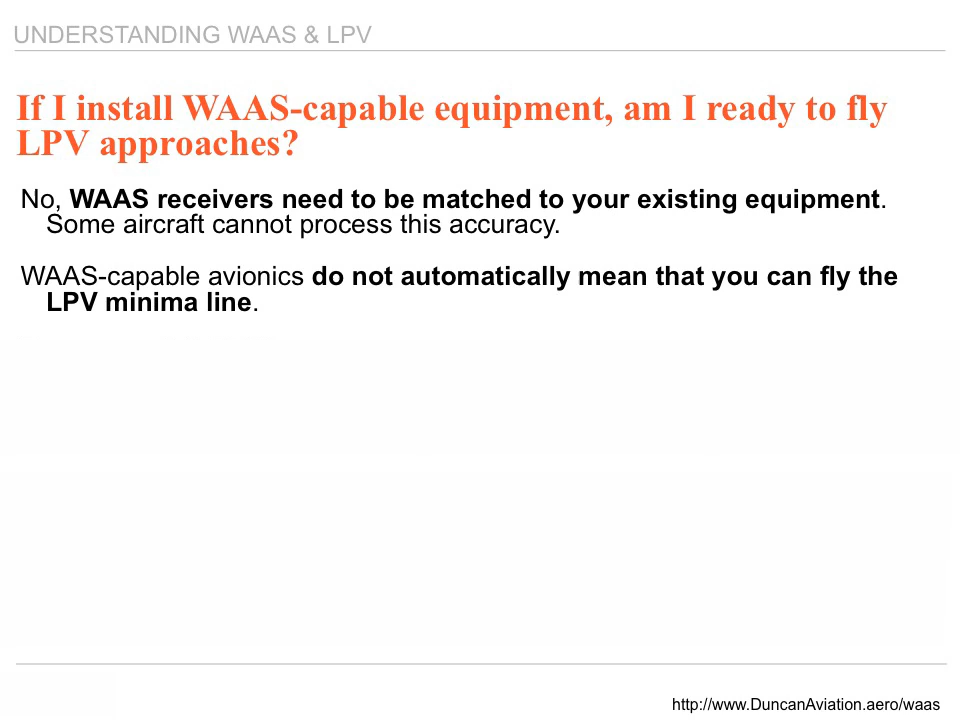 UNDERSTANDING WAAS & LPV
If I install WAAS-capable equipment, am I ready to fly
LPV approaches?
No, WAAS receivers need to be matched to your existing equipment.
Some aircraft cannot process this accuracy.
WAAS-capable avionics do not automatically mean that you can fly the
LPV minima line.
http://www.DuncanAviation.aero/waas